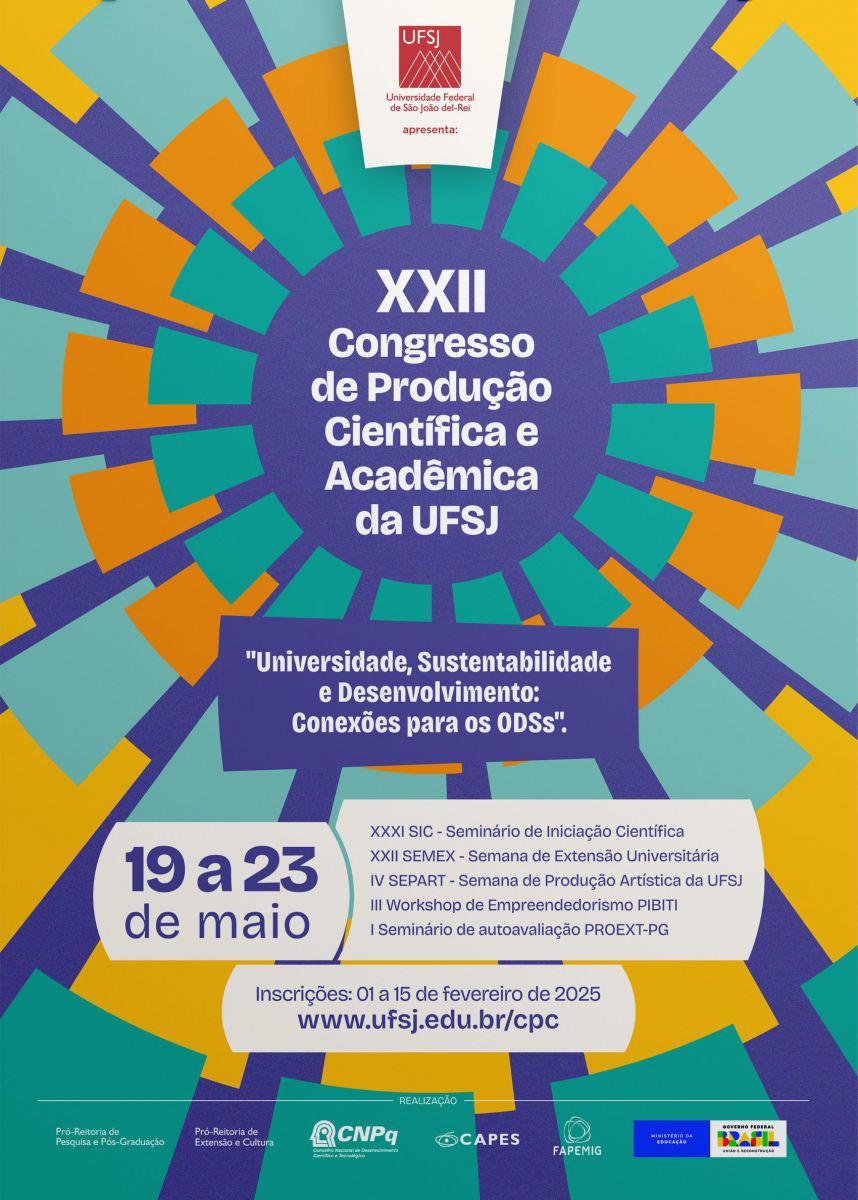 UFSJ
Universidade Federal
de São João del-Rei
apresenta:
XXII
Congresso
de Produção
Científica e
Acadêmica
da UFSJ
"Universidade, Sustentabilidade
e Desenvolvimento:
Conexões para os ODSs".
19 a 23
de maio
XXXI SIC - Seminário de Iniciação Científica
XXII SEMEX - Semana de Extensão Universitária
IV SEPART - Semana de Produção Artística da UFSJ
III Workshop de Empreendedorismo PIBITI
I Seminário de autoavaliação PROEXT-PG
Inscrições: 01 a 15 de fevereiro de 2025
www.ufsj.edu.br/cpc
REALIZAÇÃO
Pró-Reitoria de
Pesquisa e Pós-Graduação
Pró-Reitoria de
Extensão e Cultura
CNPq
Conselho Nacional de Desenvolvimento
Científico e Tecnológico
CAPES
FAPEMIG
MINISTÉRIO DA
EDUCAÇÃO
GOVERNO FEDERAL
BRASIL
UNIÃO E RECONSTRUÇÃO